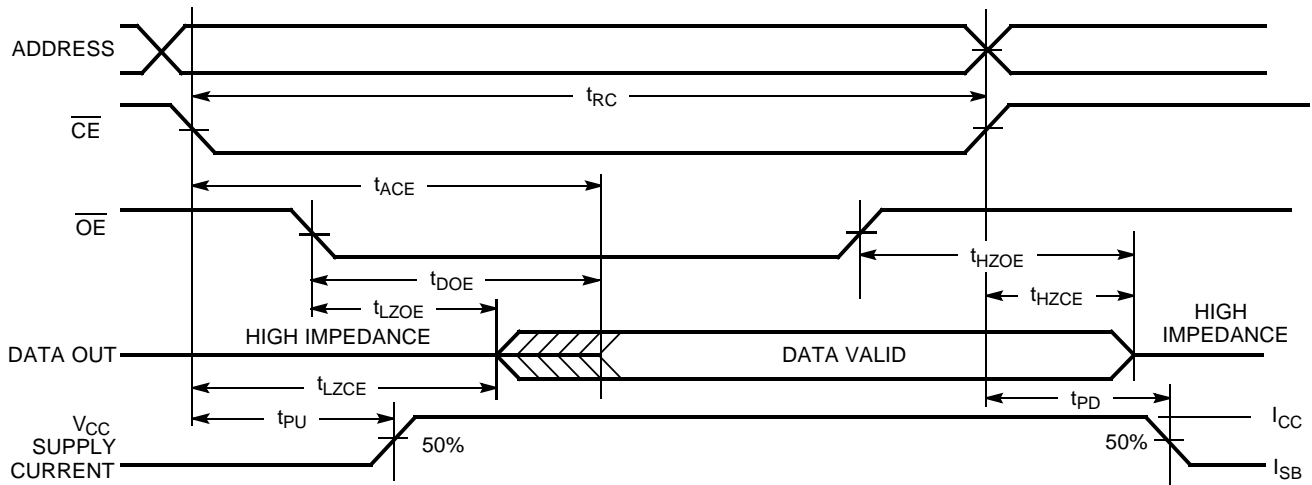 ADDRESS
tRC
CE
tACE
OE
tHZOE
tDOE
tHZCE
tLZOE
HIGH IMPEDANCE
HIGH
IMPEDANCE
DATA OUT
DATA VALID
tLZCE
tPU
tPD
VCC
SUPPLY
CURRENT
50%
50%
ICC
ISB